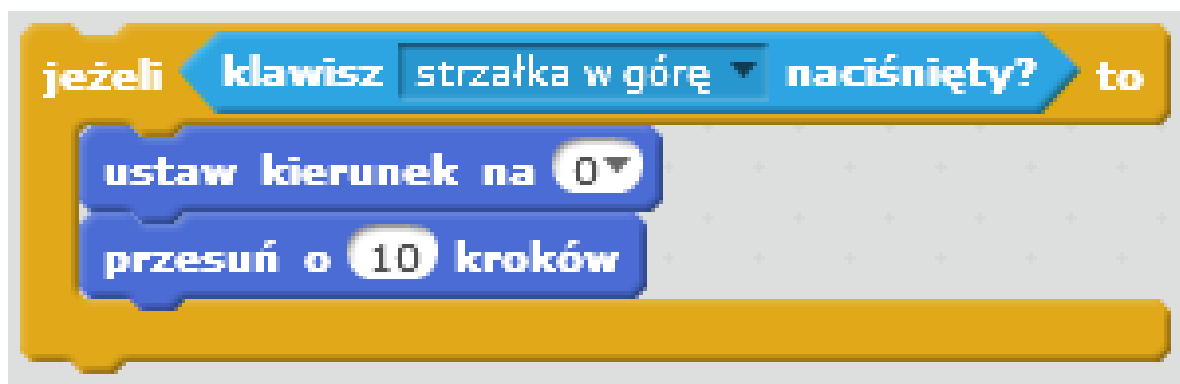 jeżeli klawisz strzałka w górę naciśnięty? to
ustaw kierunek na 0
przesuń o 10 kroków